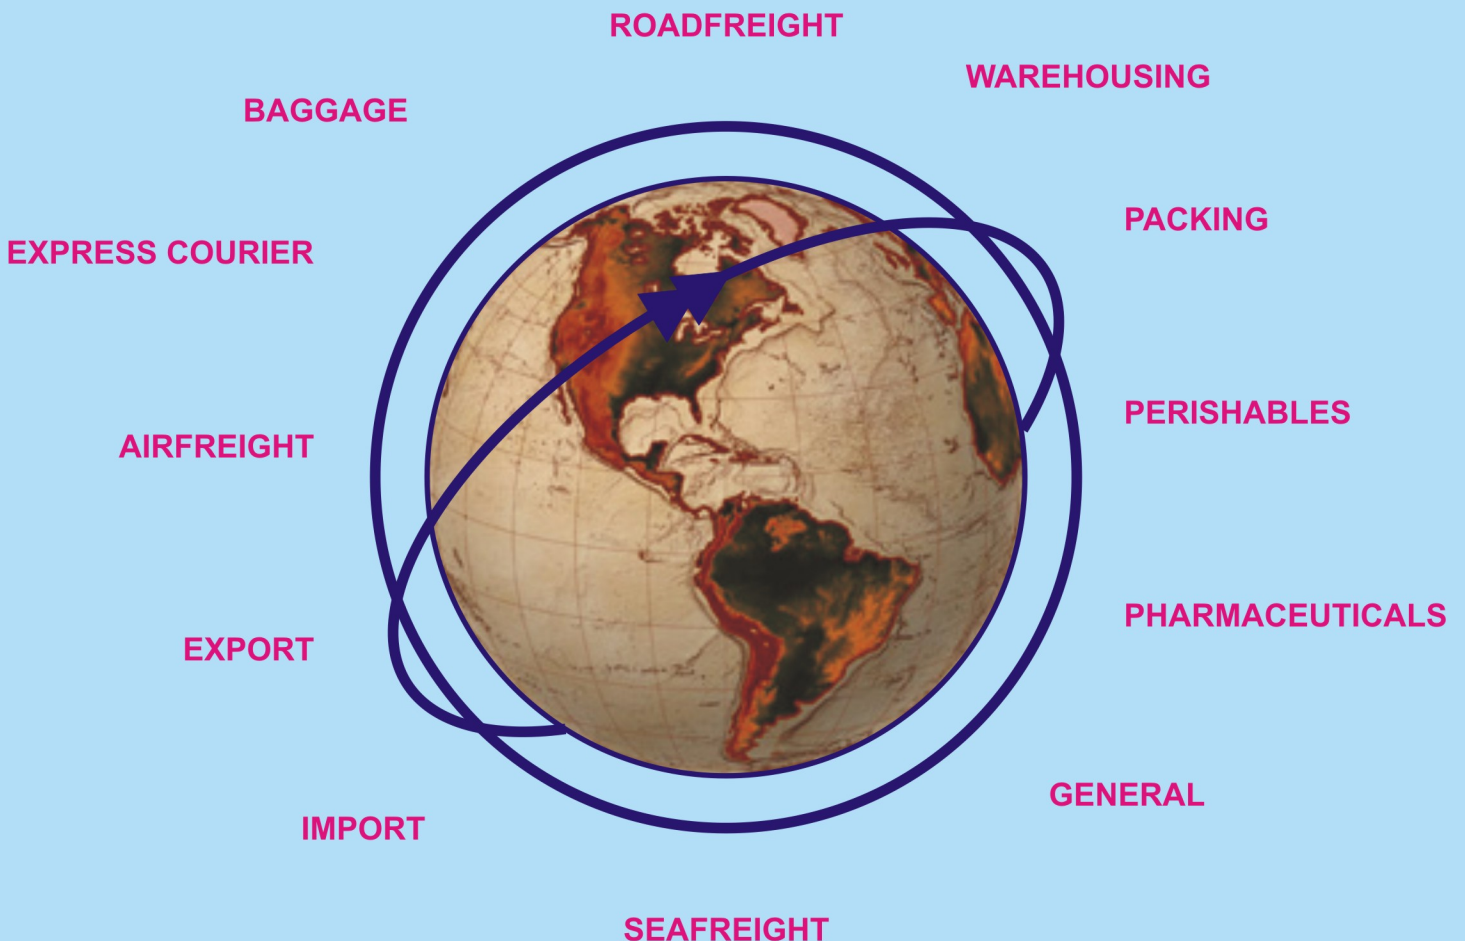 ROADFREIGHT
WAREHOUSING
BAGGAGE
PACKING
EXPRESS COURIER
PERISHABLES
AIRFREIGHT
PHARMACEUTICALS
EXPORT
GENERAL
IMPORT
SEAFREIGHT